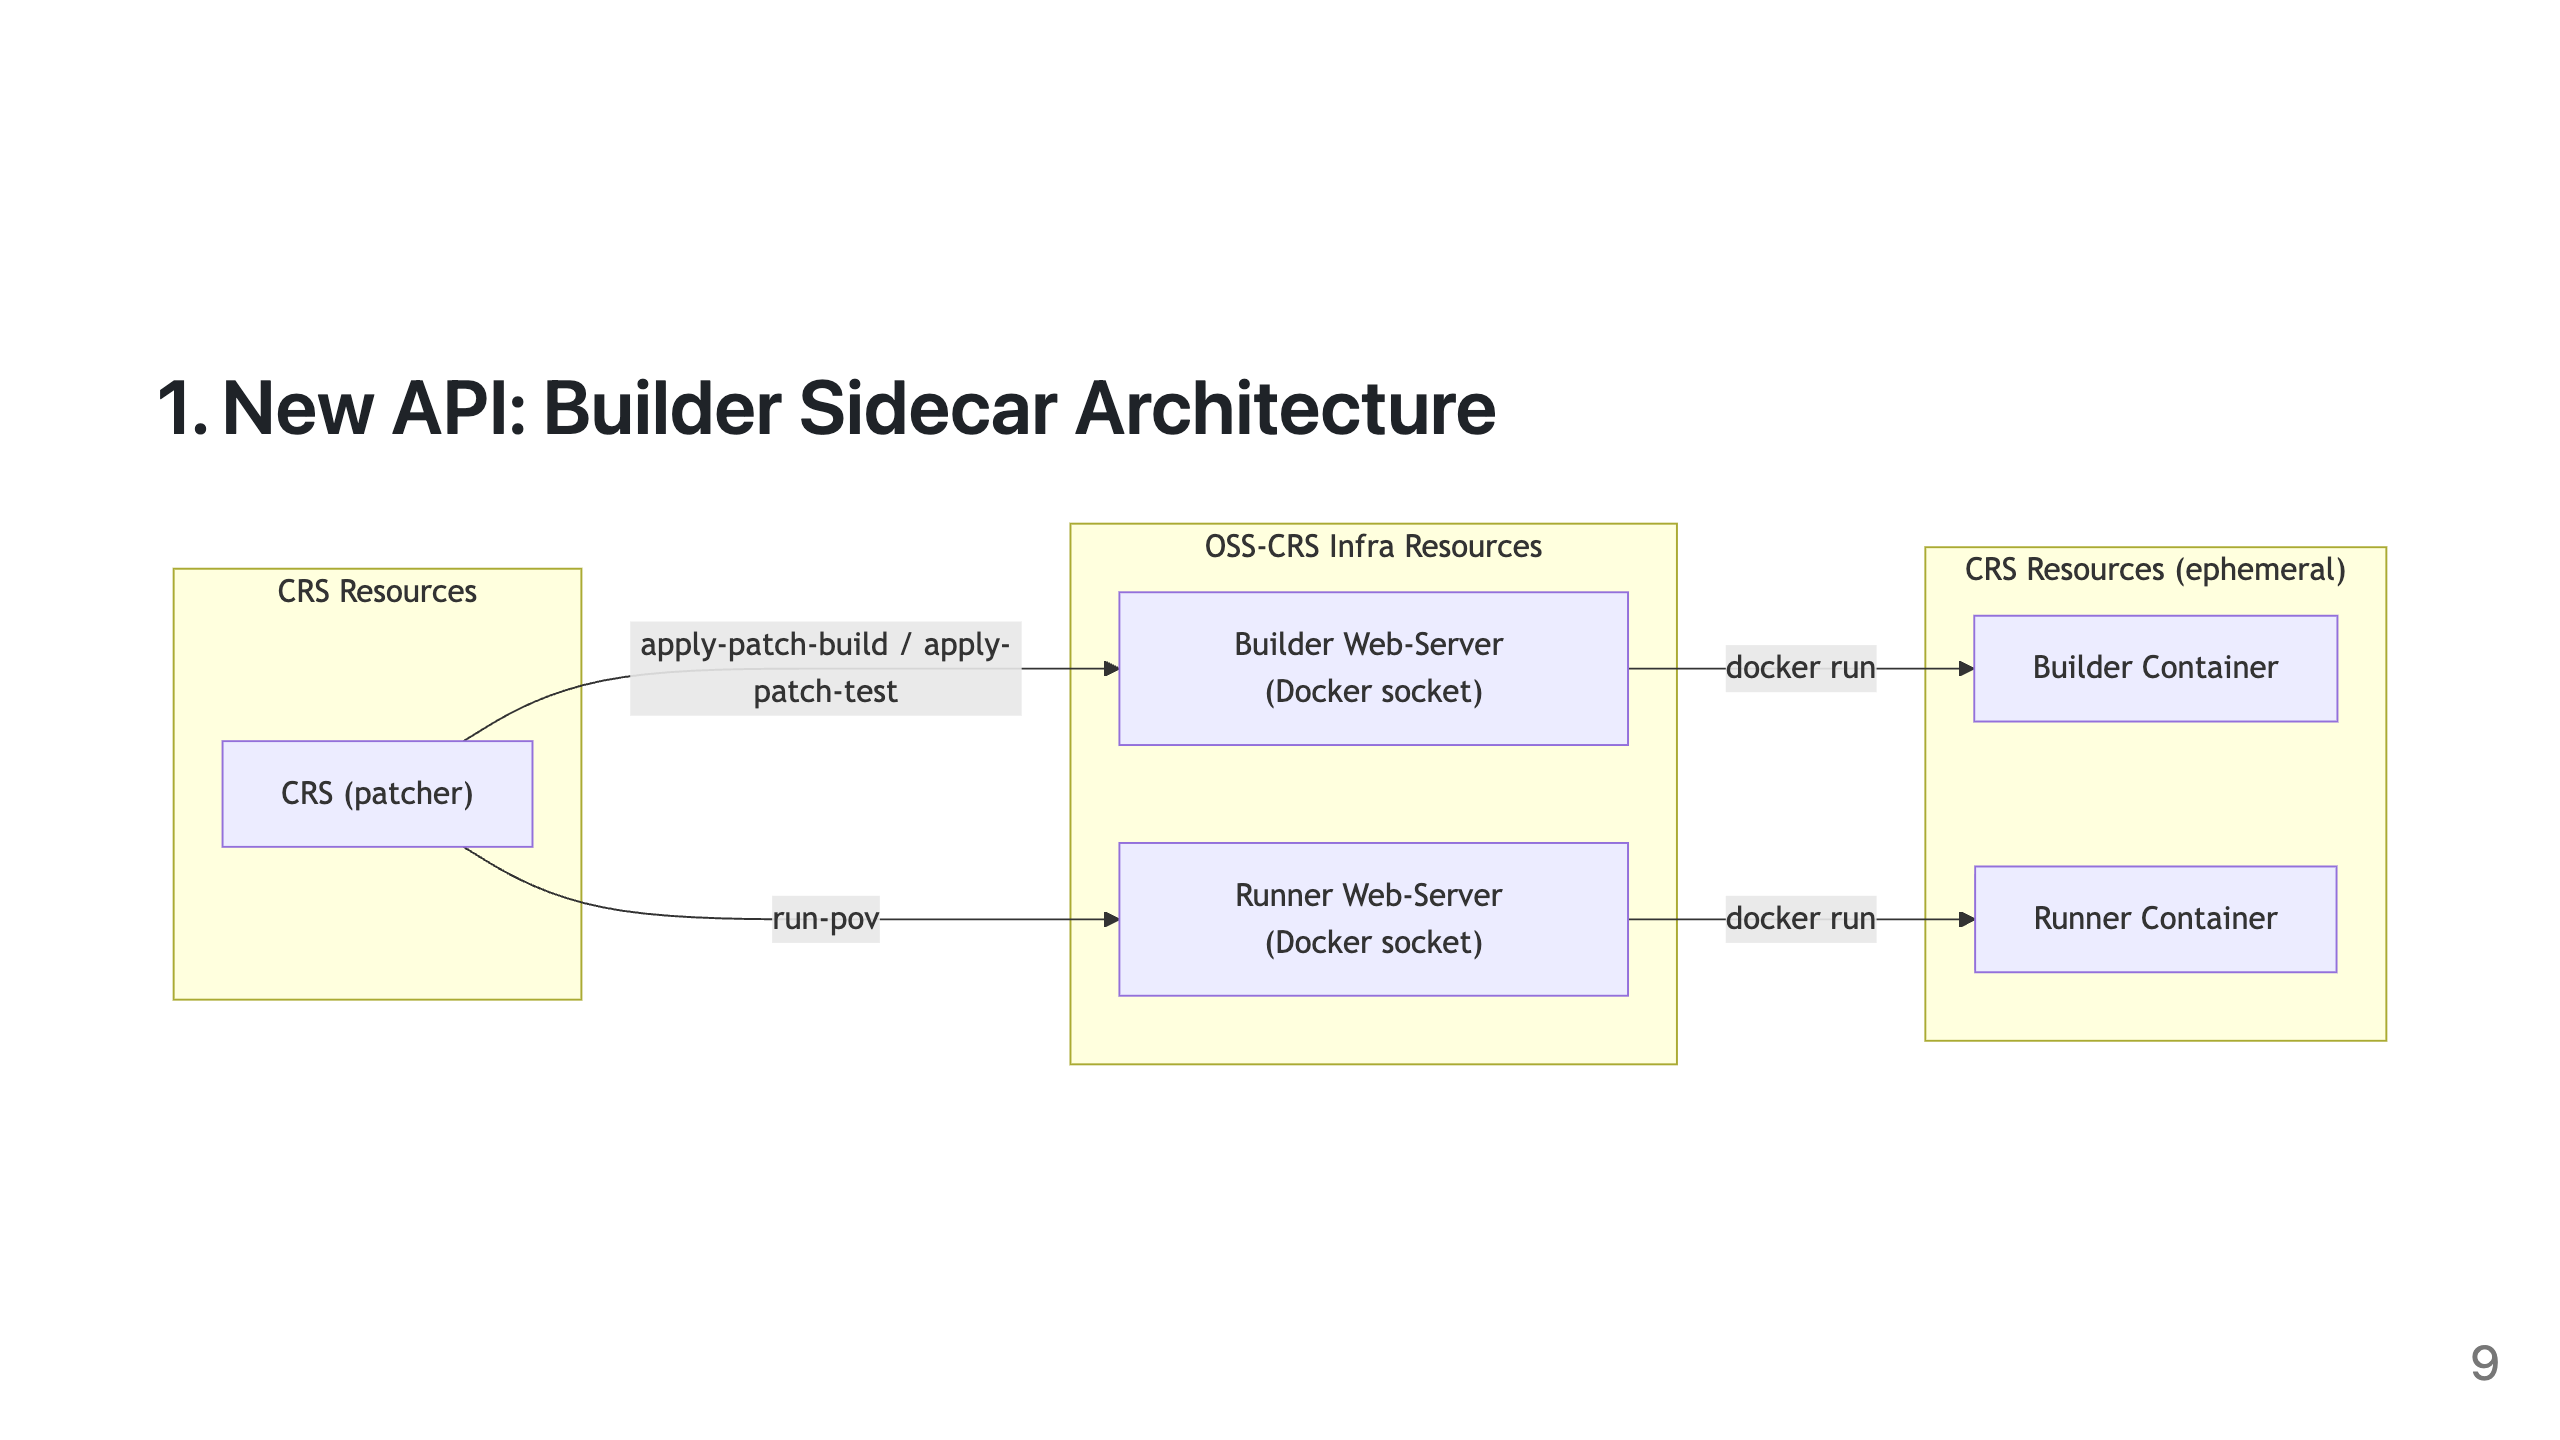 1. New API: Builder Sidecar Architecture
CRS Resources
CRS (patcher)
apply-patch-build / apply-
patch-test
run-pov
OSS-CRS Infra Resources
Builder Web-Server
(Docker socket)
Runner Web-Server
(Docker socket)
docker run
docker run
CRS Resources (ephemeral)
Builder Container
Runner Container
9